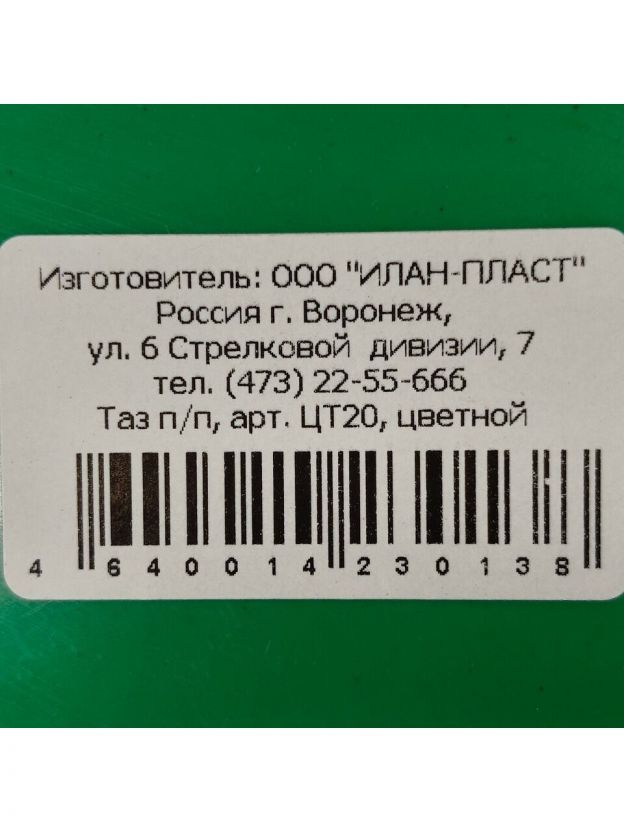 Изготовитель: ООО "ИЛАН-ПЛАСТ"
Россия г. Воронеж,
ул. 6 Стрелковой дивизии, 7
тел. (473) 22-55-666
Таз п/п, арт. ЦТ20, цветной
4 640014 230138